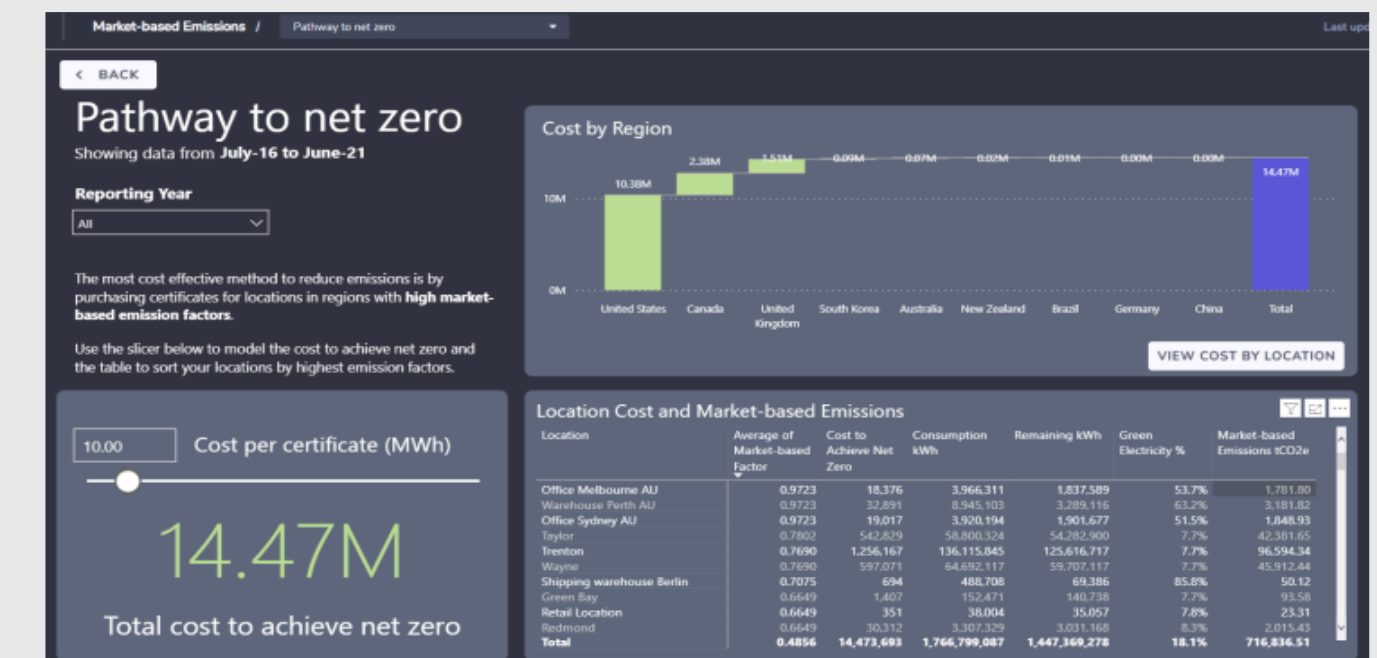 Market-based Emissions / Pathway to net zero
Last upd
< BACK
Pathway to net zero
Showing data from July-16 to June-21
Reporting Year
All
The most cost effective method to reduce emissions is by
purchasing certificates for locations in regions with high market-
based emission factors.
Use the slicer below to model the cost to achieve net zero and
the table to sort your locations by highest emission factors.
Cost by Region
10.38M 2.38M 1.51M 0.09M 0.07M 0.02M 0.01M 0.00M 0.00M 14.47M
10M
0M
United States Canada United Kingdom South Korea Australia New Zealand Brazil Germany China Total
VIEW COST BY LOCATION
10.00 Cost per certificate (MWh)
14.47M
Total cost to achieve net zero
Location Cost and Market-based Emissions
Location Average of Market-based Factor Cost to Achieve Net Zero Consumption kWh Remaining kWh Green Electricity % Market-based Emissions tCO2e
Office Melbourne AU 0.9723 18,376 3,966,311 1,837,589 53.7% 1,781.80
Warehouse Perth AU 0.9723 32,891 8,945,103 3,289,116 63.2% 3,181.82
Office Sydney AU 0.9723 19,017 3,920,194 1,901,677 51.5% 1,848.93
Taylor 0.7802 542,829 58,800,324 54,282,900 7.7% 42,381.65
Trenton 0.7690 1,256,167 136,115,845 125,616,717 7.7% 96,594.34
Wayne 0.7690 597,071 64,692,117 59,707,117 7.7% 45,912.44
Shipping warehouse Berlin 0.7075 694 488,708 69,386 85.8% 50.12
Green Bay 0.6649 1,407 152,471 140,738 7.7% 93.58
Retail Location 0.6649 351 38,004 35,057 7.8% 23.31
Redmond 0.6649 30,312 3,307,329 3,031,168 8.3% 2,015.43
Total 0.4856 14,473,693 1,766,799,087 1,447,369,278 18.1% 716,836.51